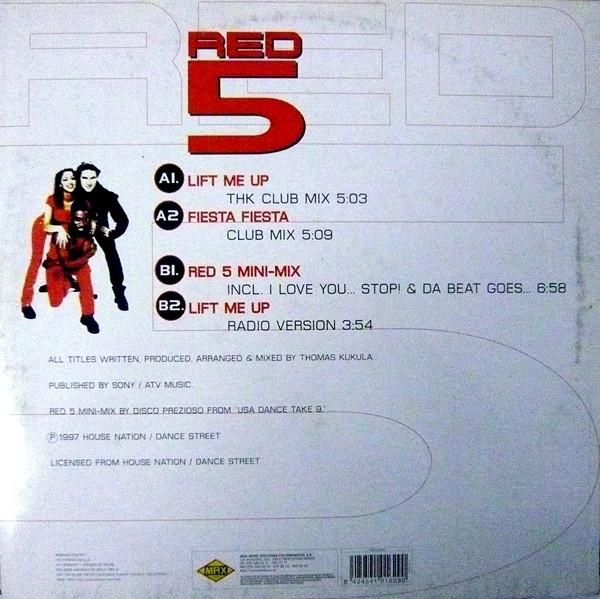 RED
RED
5
A1. LIFT ME UP
THK CLUB MIX 5:03
A2 FIESTA FIESTA
CLUB MIX 5:09
B1. RED 5 MINI-MIX
INCL. I LOVE YOU... STOP! & DA BEAT GOES... 6:58
B2. LIFT ME UP
RADIO VERSION 3:54
ALL TITLES WRITTEN, PRODUCED, ARRANGED & MIXED BY THOMAS KUKULA.
PUBLISHED BY SONY / ATV MUSIC.
RED 5 MINI-MIX BY DISCO PREZIOSO FROM 'USA DANCE TAKE 9.'
Ⓟ 1997 HOUSE NATION / DANCE STREET
LICENSED FROM HOUSE NATION / DANCE STREET
MAX